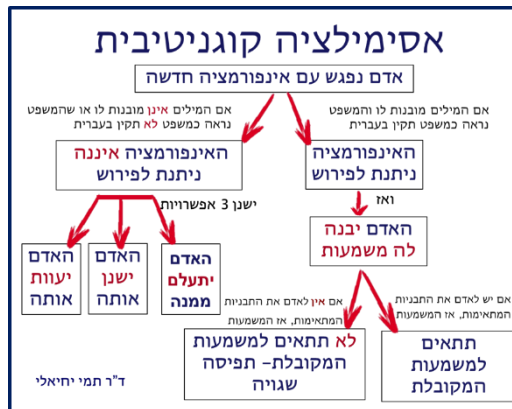 אסימילציה קוגניטיבית
אדם נפגש עם אינפורמציה חדשה
אם המילים מובנות לו והמשפט
נראה כמשפט תקין בעברית
אם המילים אינן מובנות לו או שהמשפט
נראה כמשפט לא תקין בעברית
האינפורמציה
ניתנת לפירוש
האינפורמציה איננה
ניתנת לפירוש
ואז
ישנן 3 אפשרויות
האדם יבנה
לה משמעות
האדם
יתעלם
ממנה
האדם
ישנן
אותה
האדם
יעוות
אותה
אם יש לאדם את התבניות
המתאימות, אז המשמעות
אם אין לאדם את התבניות
המתאימות, אז המשמעות
תתאים
למשמעות
המקובלת
לא תתאים למשמעות
המקובלת- תפיסה
שגויה
ד"ר תמי יחיאלי